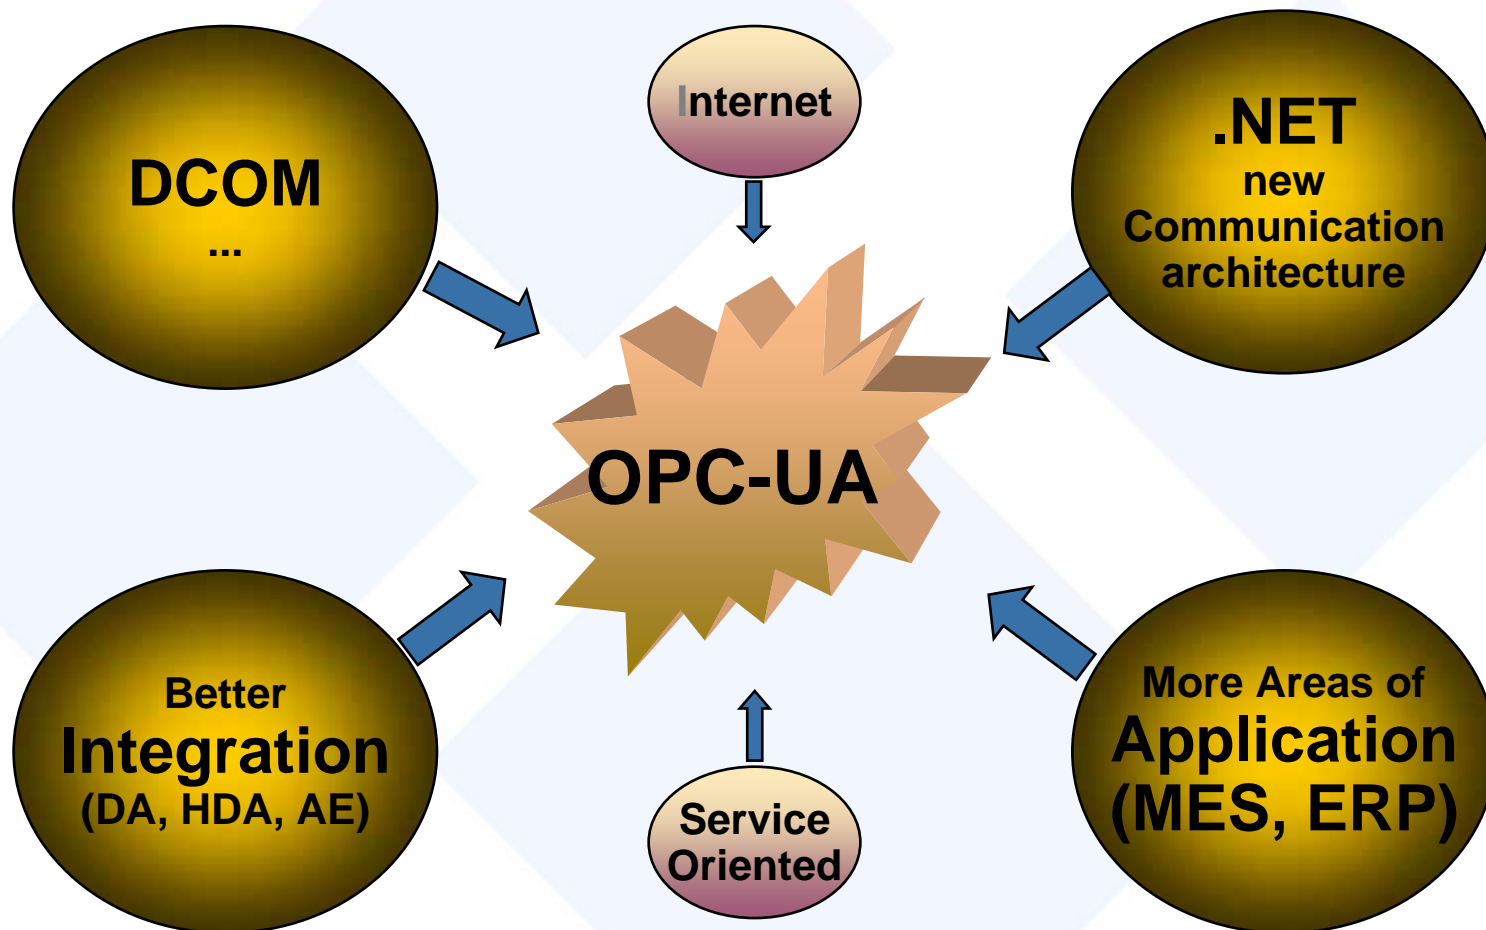 DCOM
...
Internet
.NET
new
Communication
architecture
OPC-UA
Better
Integration
(DA, HDA, AE)
Service
Oriented
More Areas of
Application
(MES, ERP)